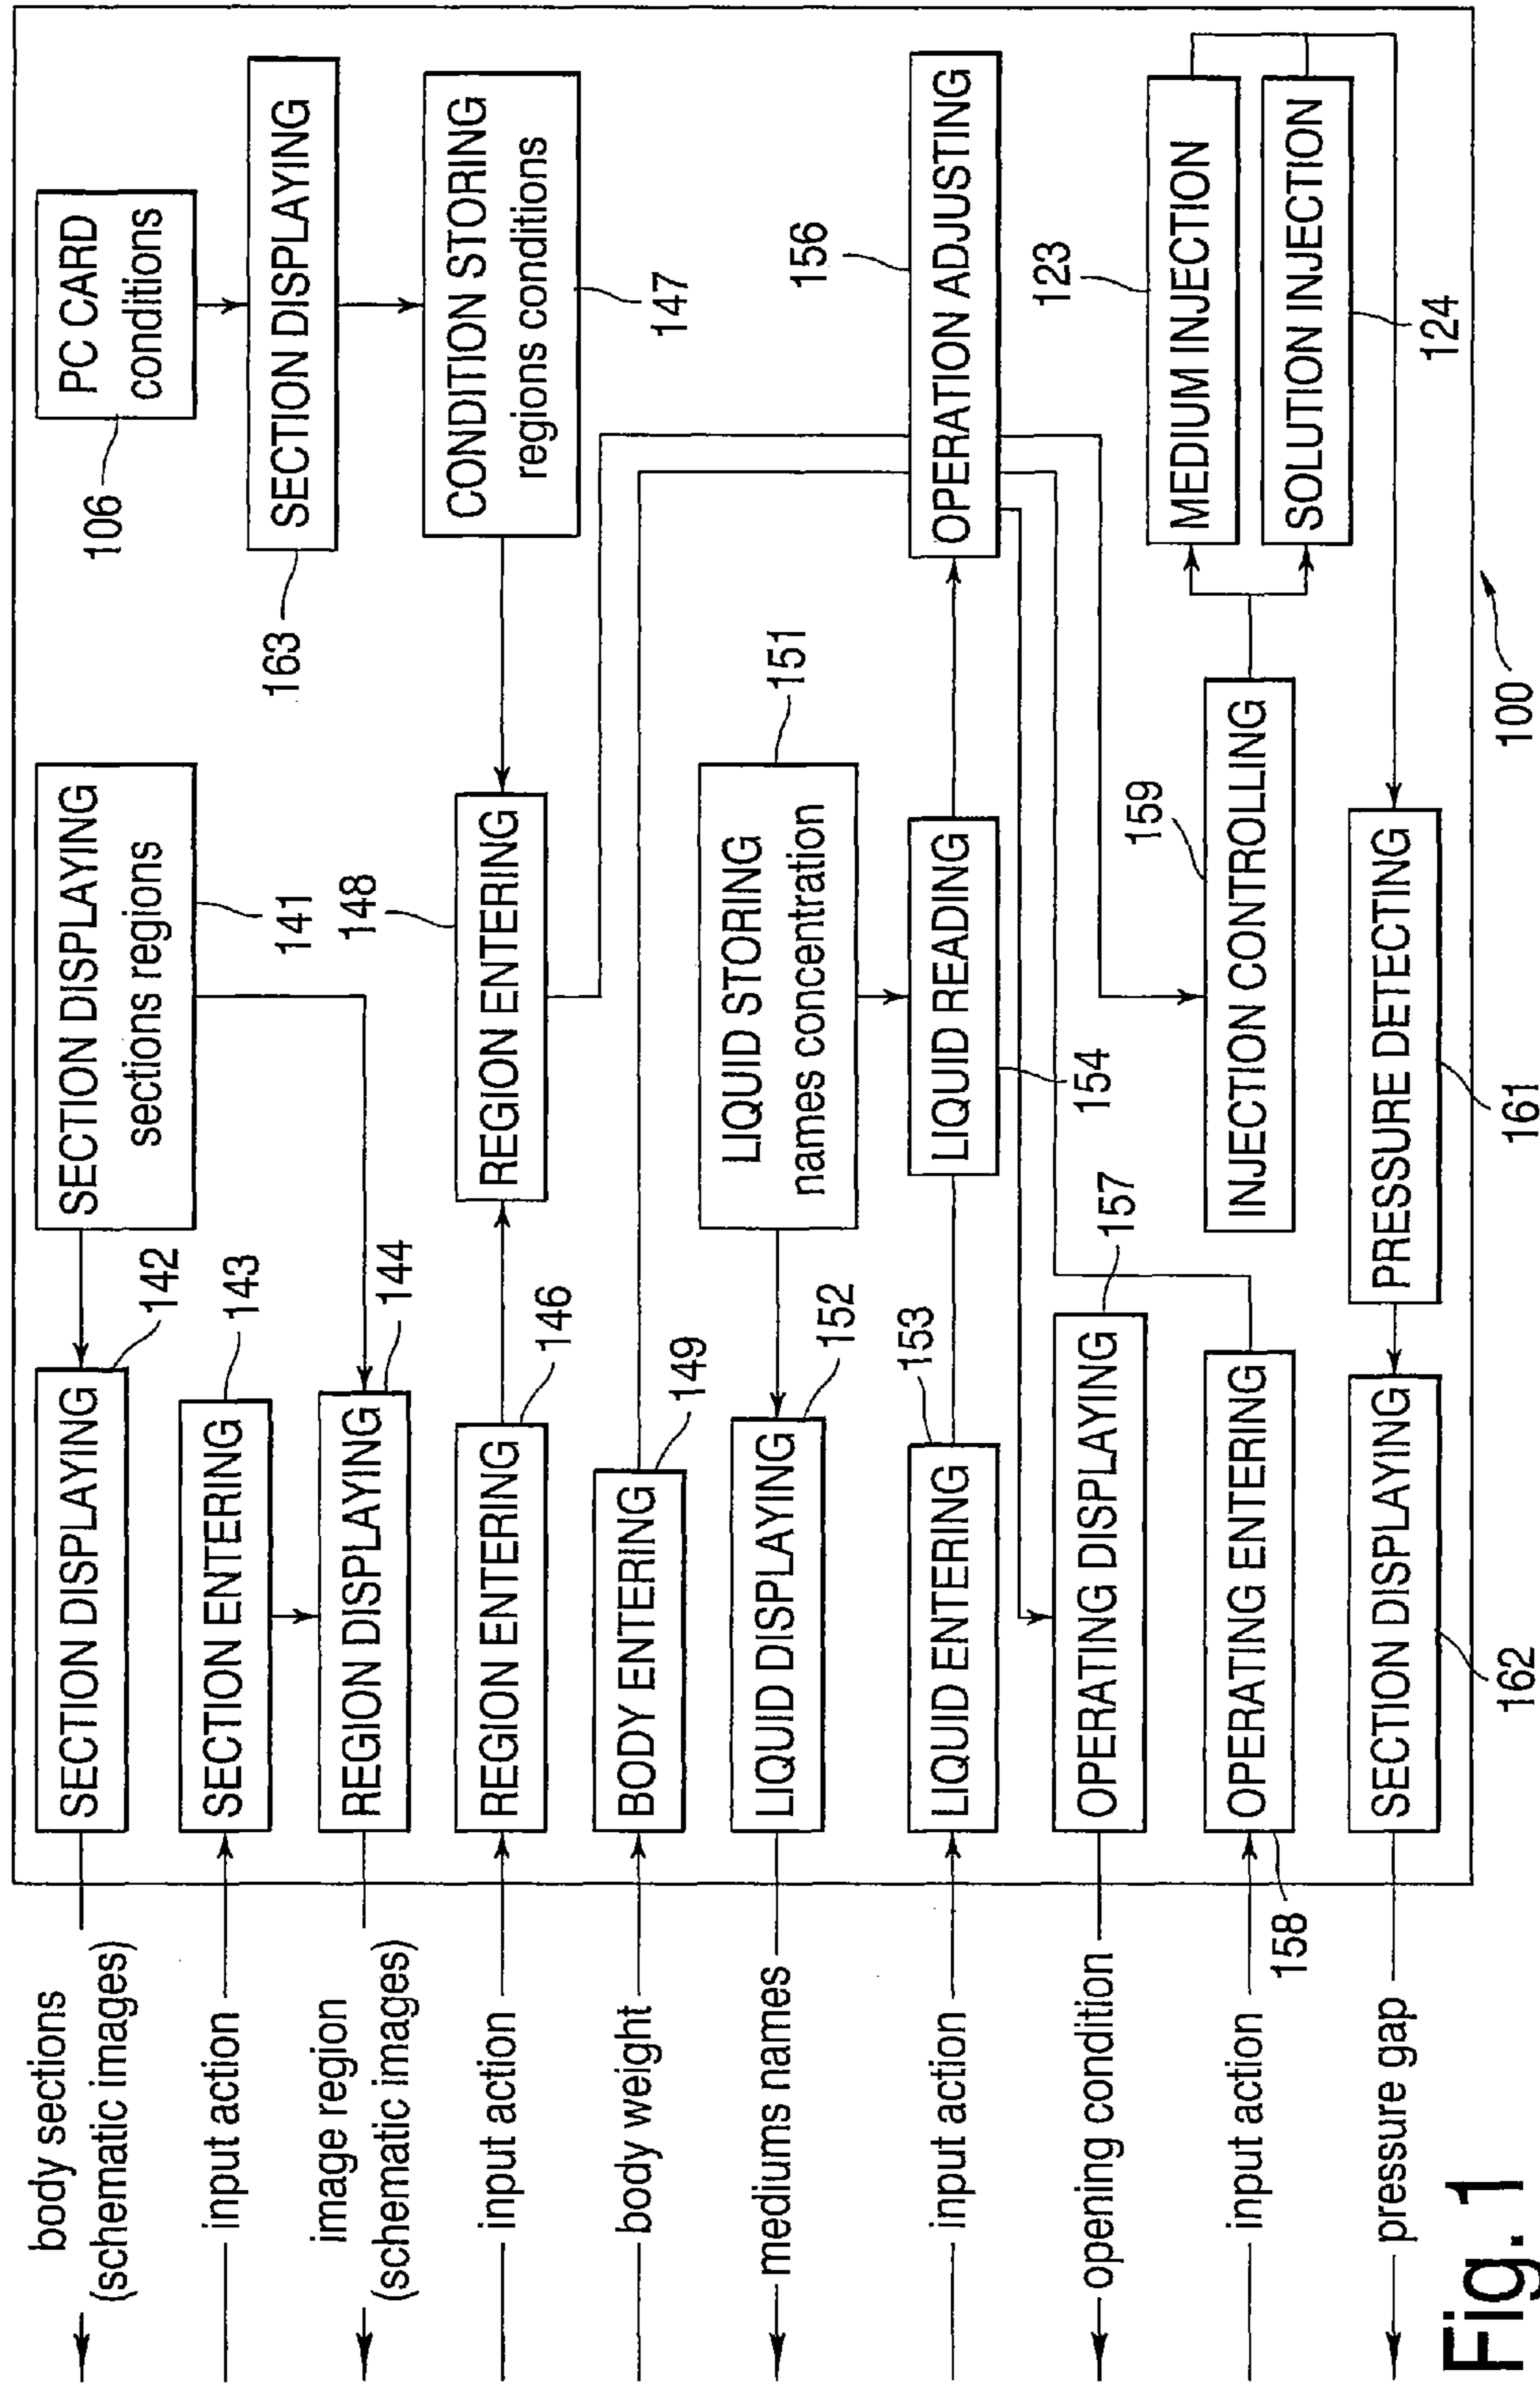 body sections
(schematic images)
SECTION DISPLAYING
142
SECTION DISPLAYING
sections regions
141
PC CARD
conditions
106
input action
SECTION ENTERING
143
SECTION DISPLAYING
163
image region
(schematic images)
REGION DISPLAYING
144
CONDITION STORING
regions conditions
147
input action
REGION ENTERING
146
REGION ENTERING
148
body weight
BODY ENTERING
149
mediums names
LIQUID DISPLAYING
152
LIQUID STORING
names concentration
151
input action
LIQUID ENTERING
153
LIQUID READING
154
OPERATION ADJUSTING
156
opening condition
OPERATING DISPLAYING
157
input action
OPERATING ENTERING
158
INJECTION CONTROLLING
159
MEDIUM INJECTION
123
SOLUTION INJECTION
124
pressure gap
SECTION DISPLAYING
162
PRESSURE DETECTING
161
100
Fig. 1